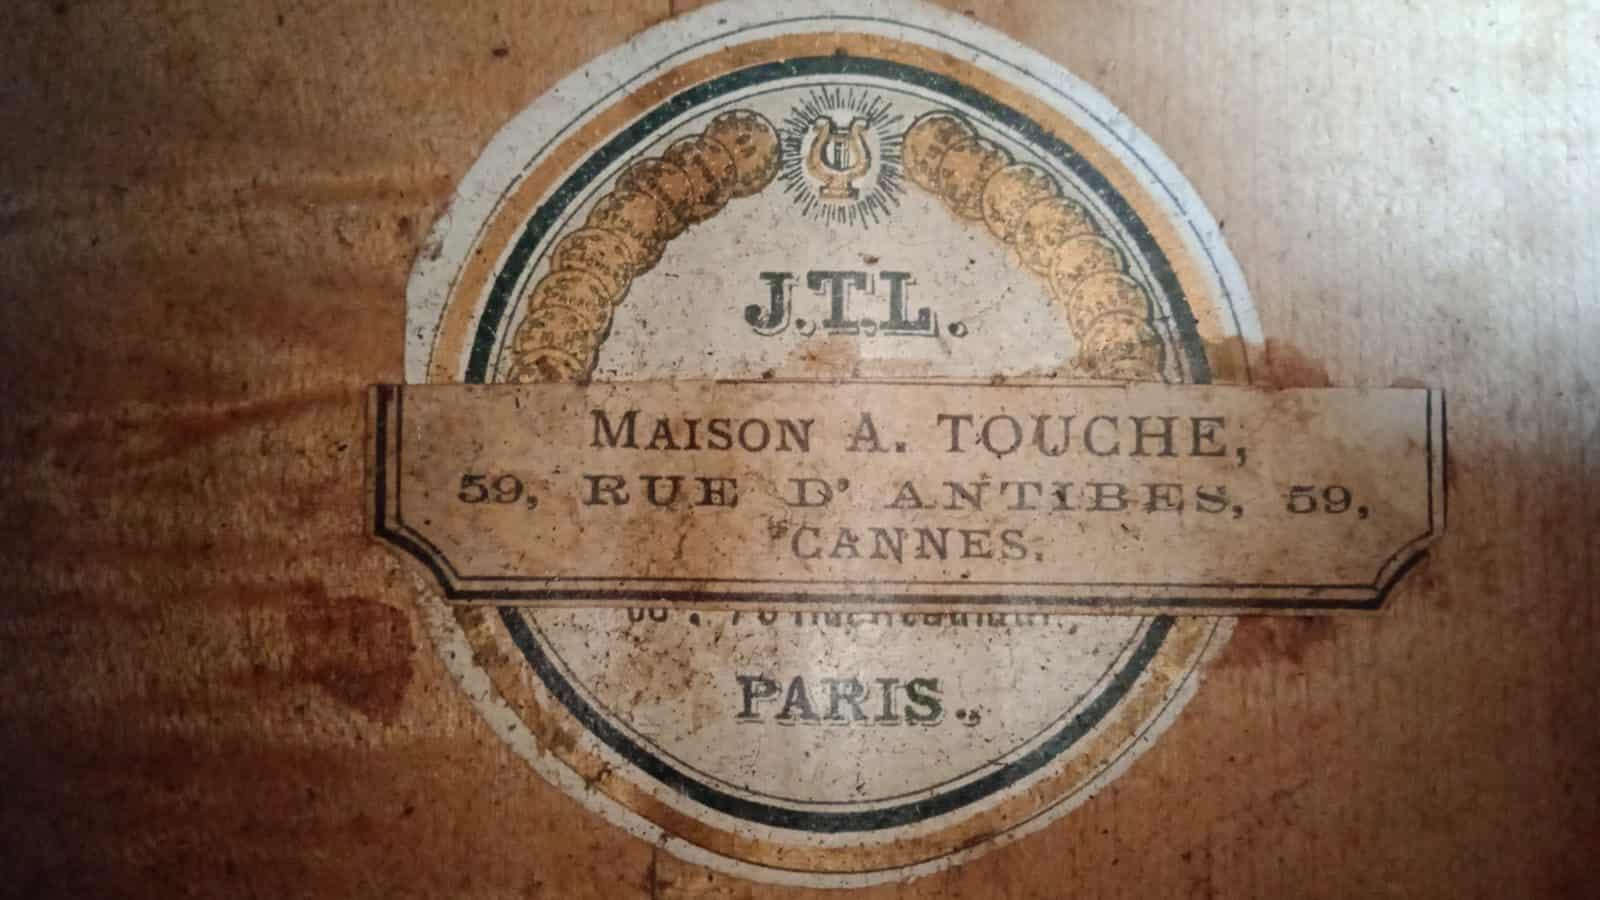 J.T.L.
MAISON A. TOUCHE,
59, RUE D' ANTIBES, 59,
CANNES.
PARIS.